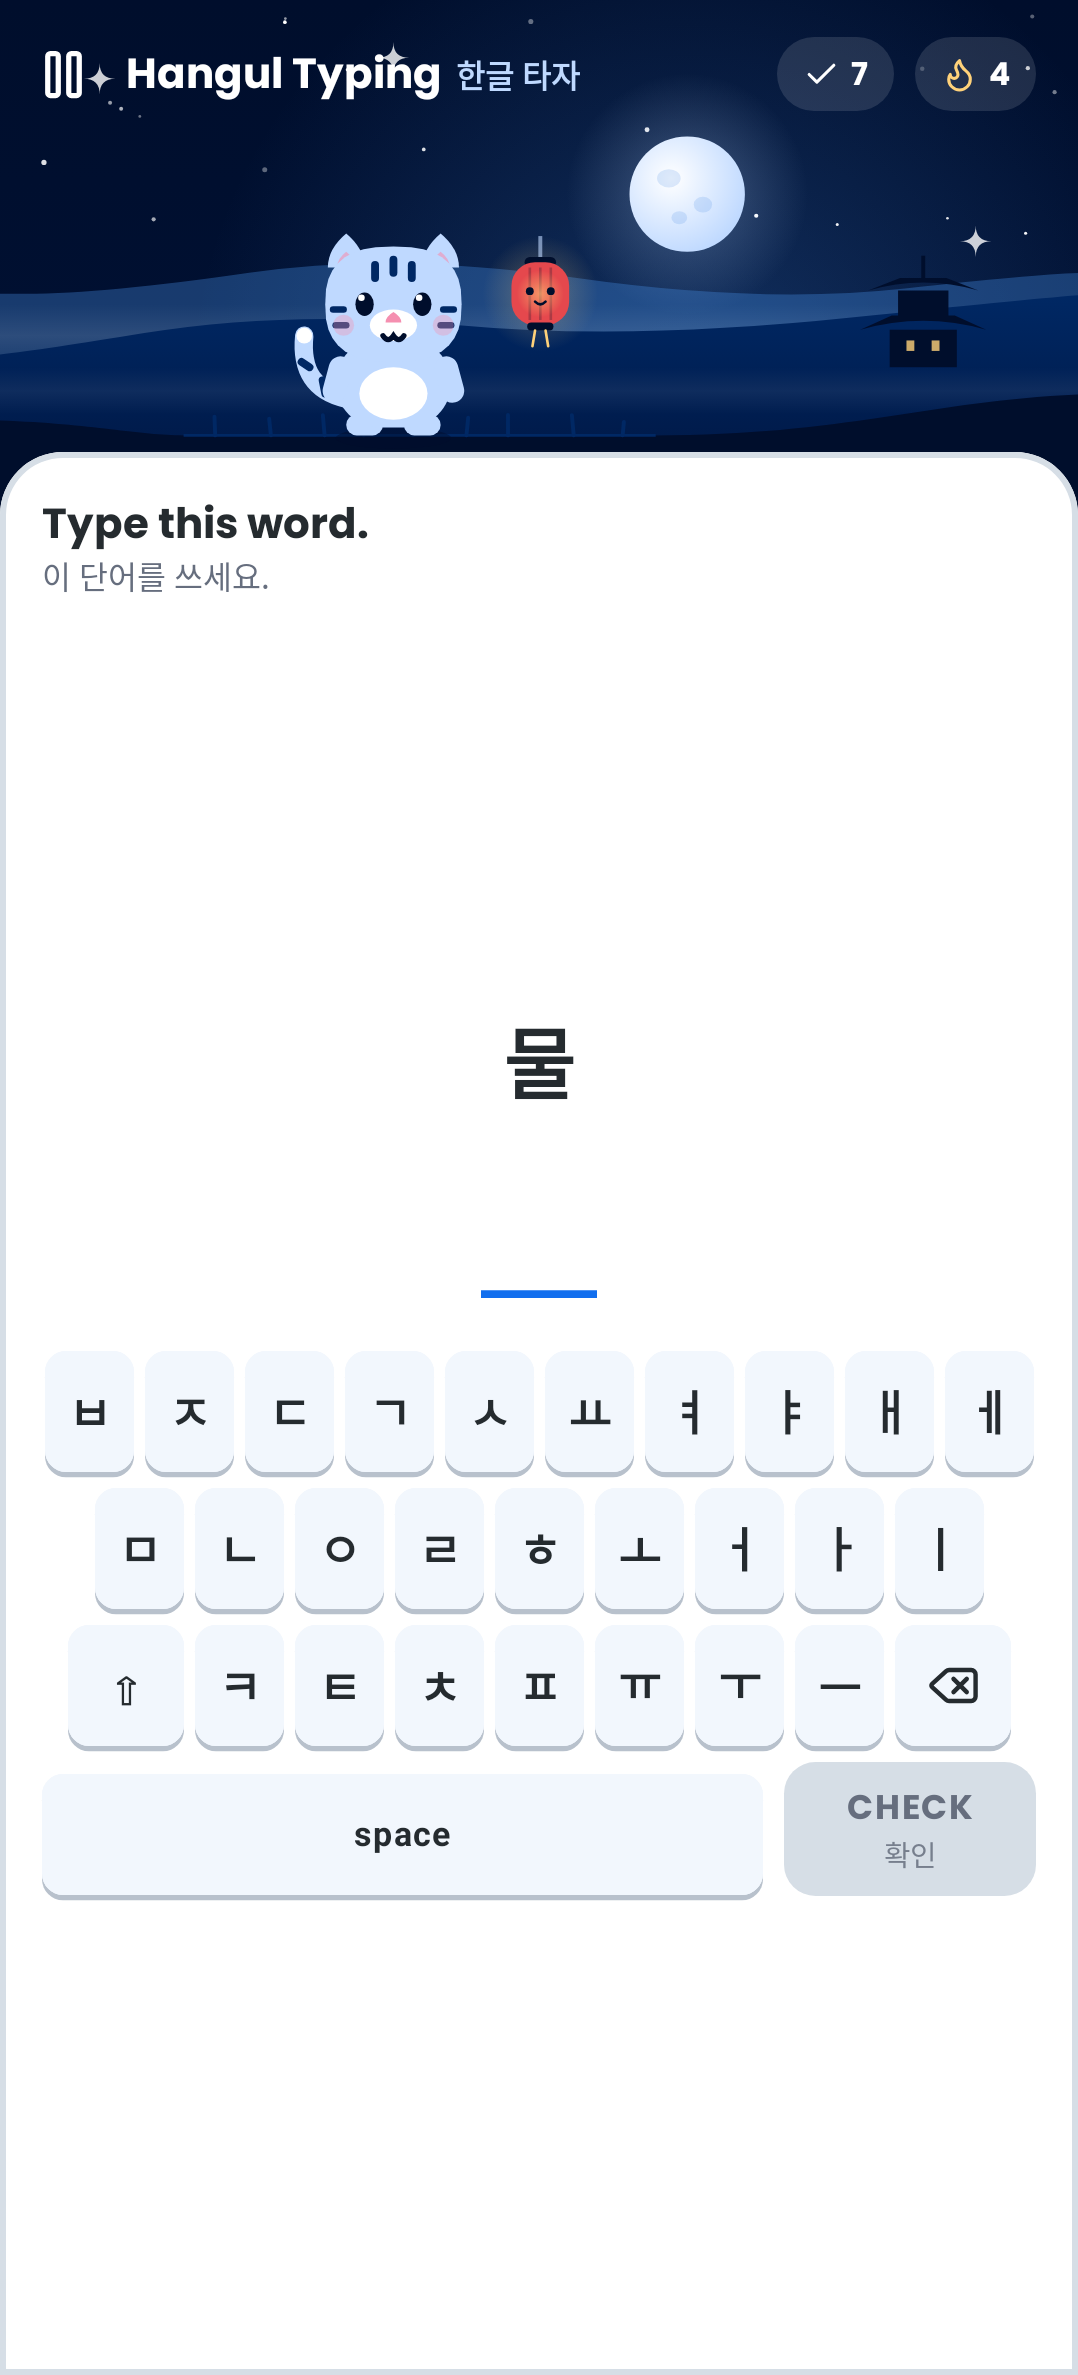 Hangul Typing 한글 타자 7 4
Type this word.
이 단어를 쓰세요.
물
ㅂ ㅈ ㄷ ㄱ ㅅ ㅛ ㅕ ㅑ ㅐ ㅔ
ㅁ ㄴ ㅇ ㄹ ㅎ ㅗ ㅓ ㅏ ㅣ
⇧ ㅋ ㅌ ㅊ ㅍ ㅠ ㅜ ㅡ
space CHECK
확인